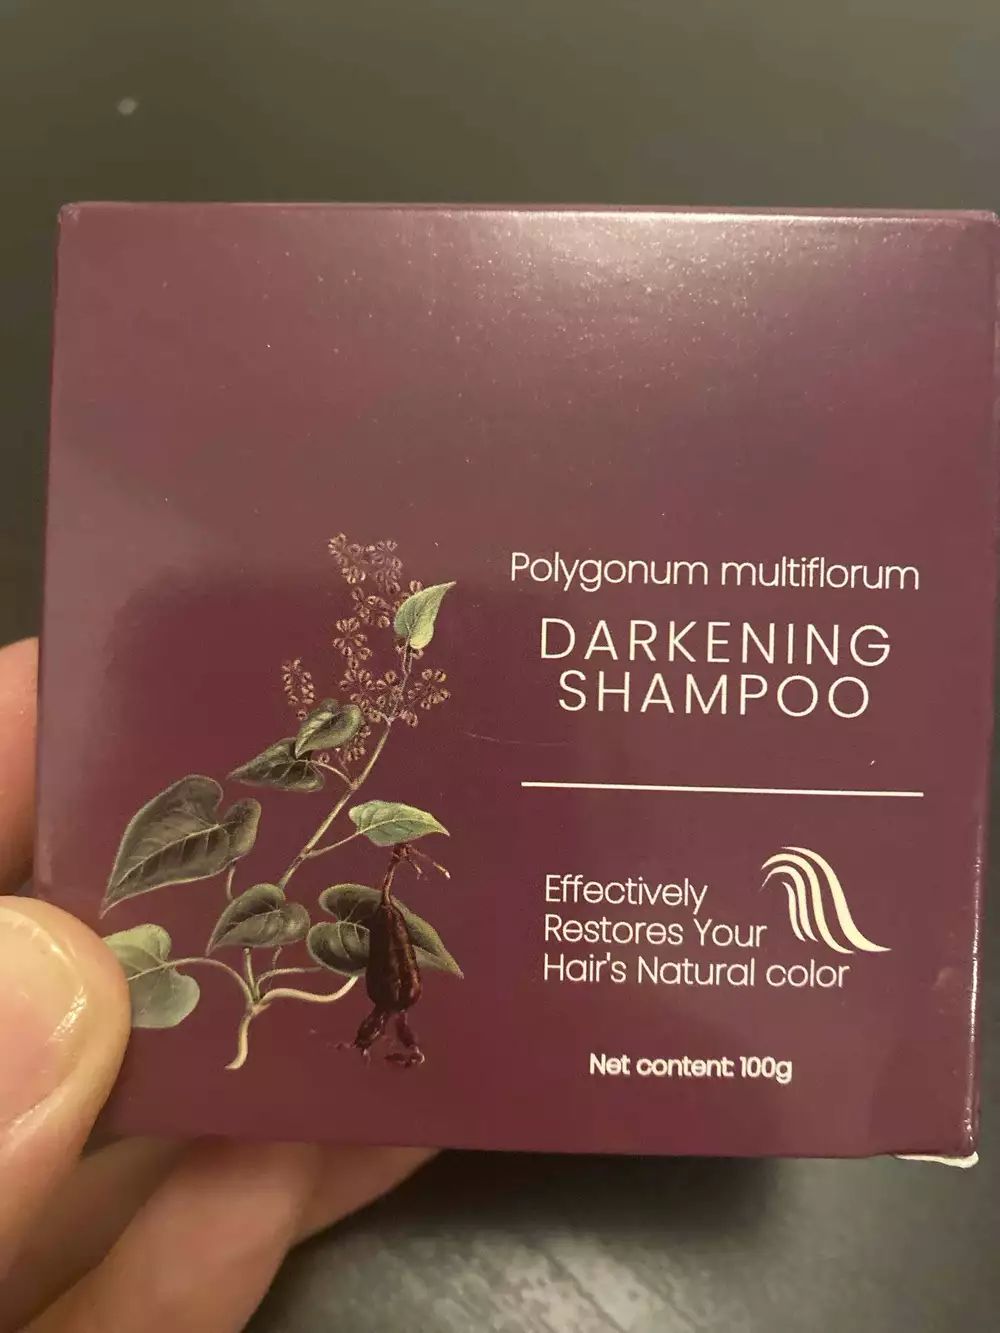 Polygonum multiflorum
DARKENING
SHAMPOO
Effectively
Restores Your
Hair's Natural color
Net content: 100g